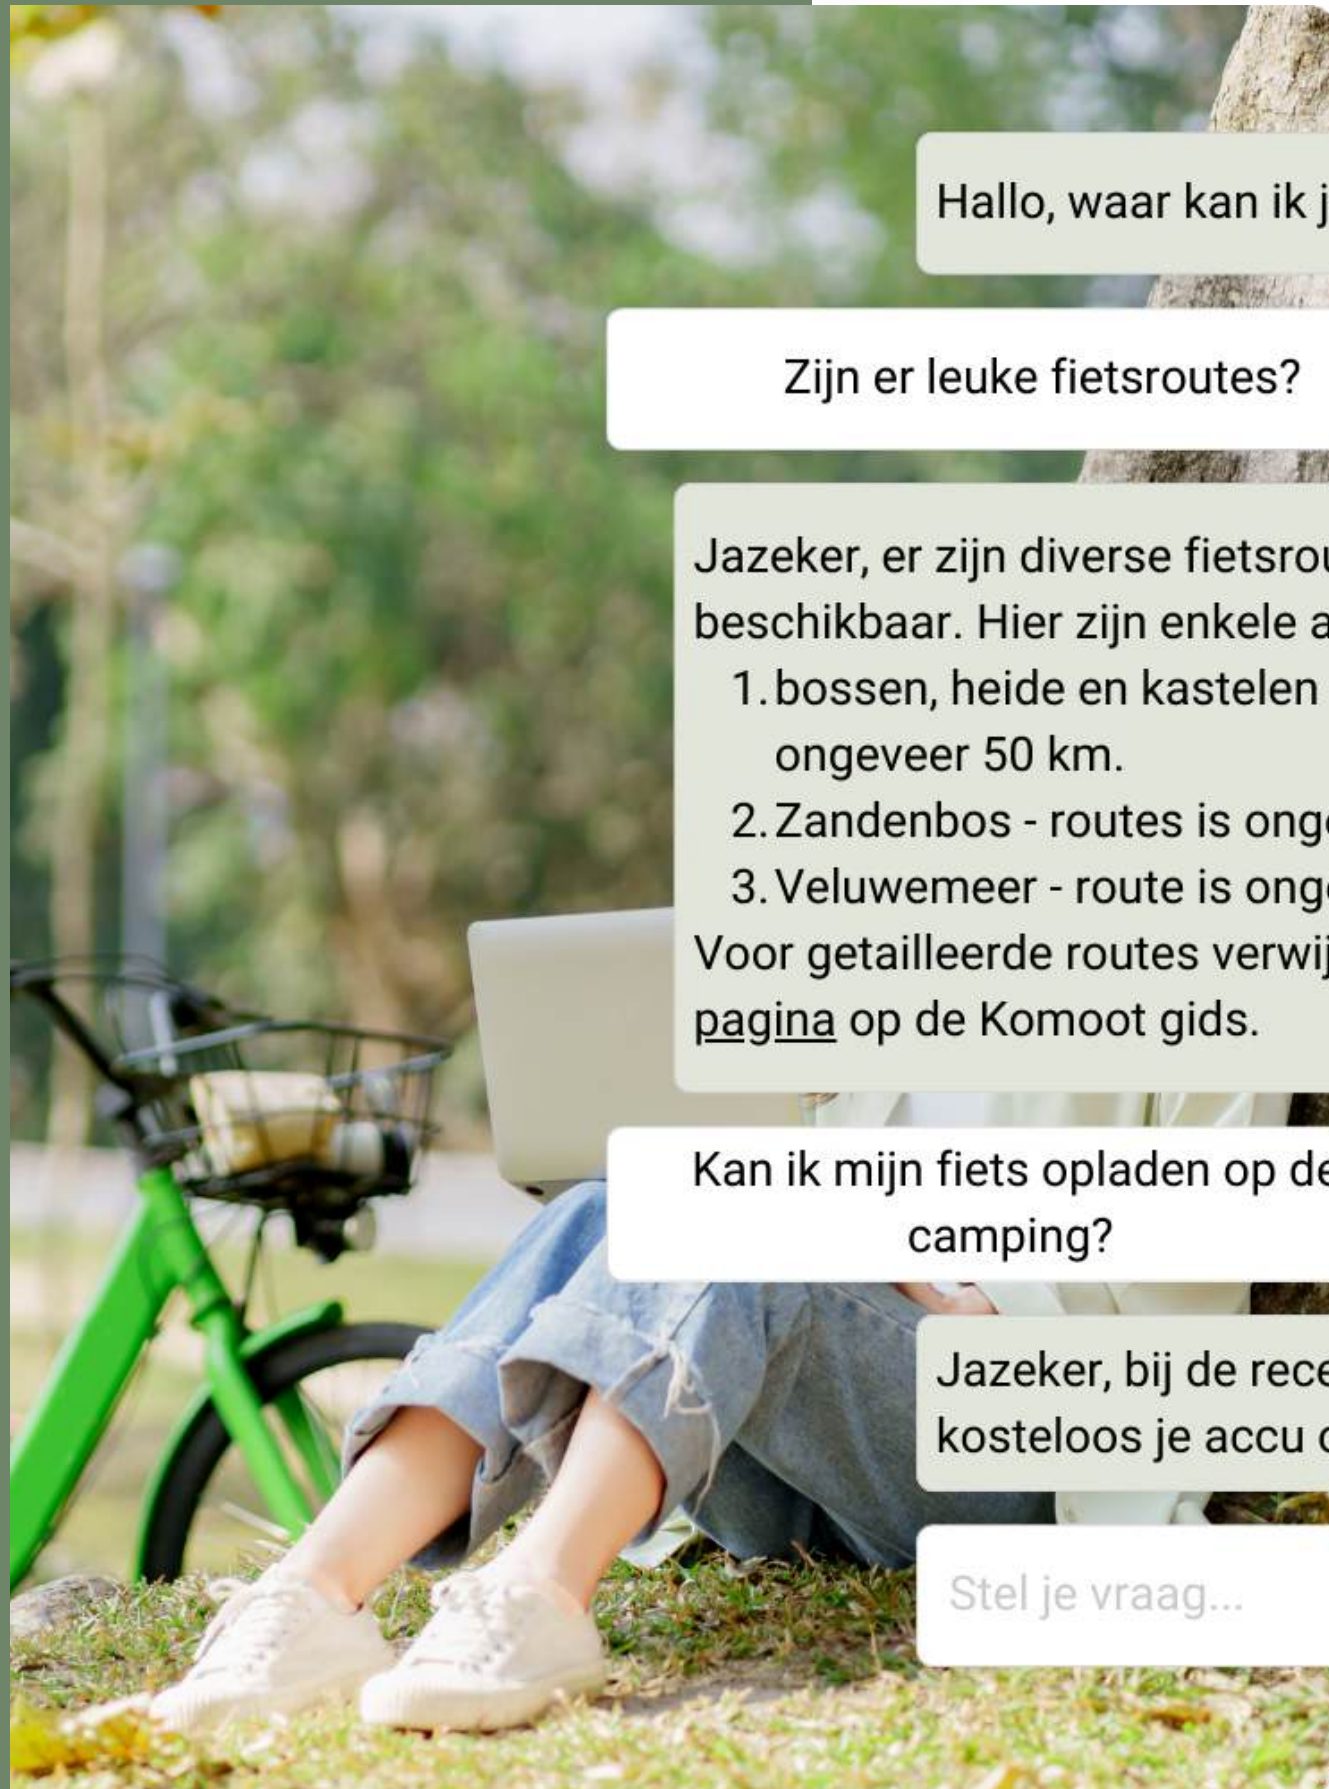 Hallo, waar kan ik
Zijn er leuke fietsroutes?
Jazeker, er zijn diverse
beschikbaar. Hier zijn enkele
1. bossen, heide en kastelen
ongeveer 50 km.
2. Zandenbos - routes is
3. Veluwemeer - route is
Voor getailleerde routes
pagina op de Komoot gids.
Kan ik mijn fiets opladen op
camping?
Jazeker, bij de
kosteloos je accu
Stel je vraag...